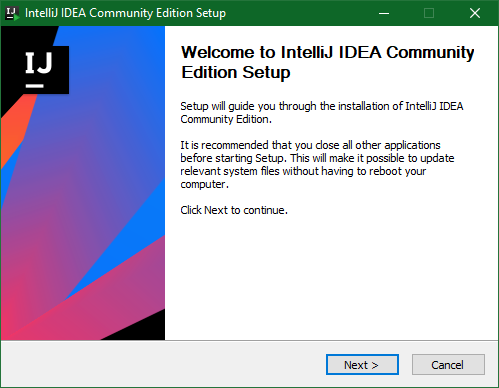 IJ IntelliJ IDEA Community Edition Setup
IJ
Welcome to IntelliJ IDEA Community
Edition Setup
Setup will guide you through the installation of IntelliJ IDEA
Community Edition.
It is recommended that you close all other applications
before starting Setup. This will make it possible to update
relevant system files without having to reboot your
computer.
Click Next to continue.
Next >
Cancel